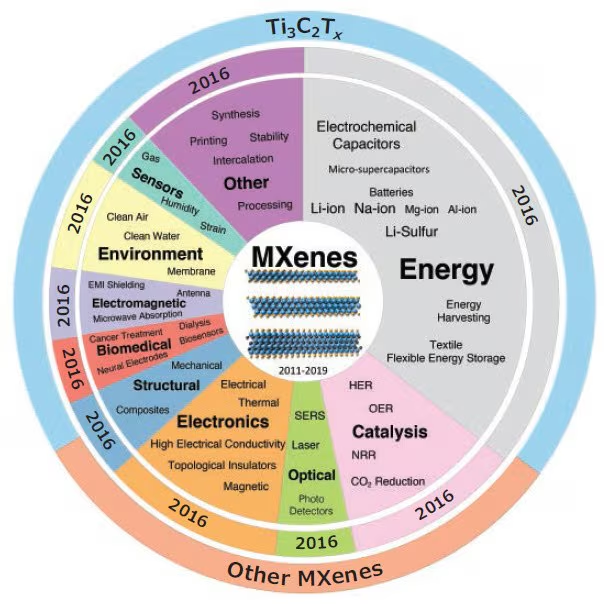 Ti₃C₂Tₓ
2016
Electrochemical
Capacitors
Micro-supercapacitors
Batteries
Li-ion Na-ion Mg-ion Al-ion
Li-Sulfur
Energy
Energy
Harvesting
Textile
Flexible Energy Storage
2016
HER
OER
Catalysis
NRR
CO₂ Reduction
2016
SERS
Laser
Optical
Photo
Detectors
2016
Electrical
Thermal
Electronics
High Electrical Conductivity
Topological Insulators
Magnetic
2016
Mechanical
Structural
Composites
2016
Cancer Treatment
Dialysis
Biomedical
Biosensors
Neural Electrodes
2016
EMI Shielding
Antenna
Electromagnetic
Microwave Absorption
2016
Clean Air
Clean Water
Environment
Membrane
2016
Gas
Sensors
Humidity
Strain
2016
Synthesis
Printing Stability
Intercalation
Other
Processing
MXenes
2011-2019
Other MXenes